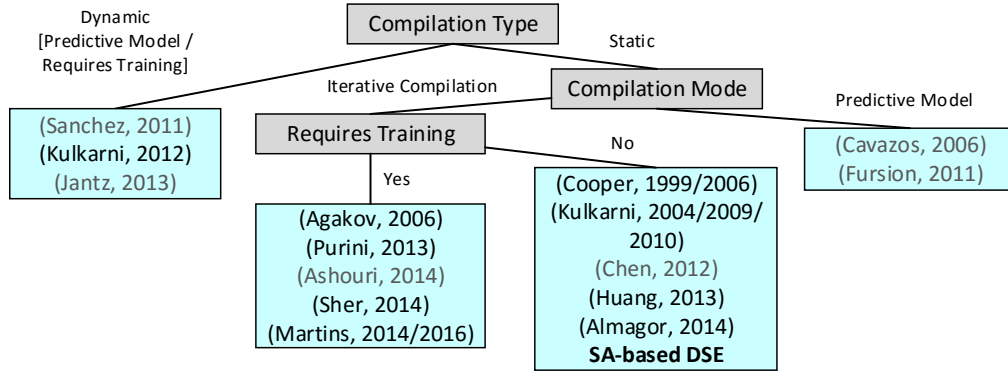 Dynamic
[Predictive Model /
Requires Training]
Compilation Type
Static
Iterative Compilation
Compilation Mode
Predictive Model
(Sanchez, 2011)
(Kulkarni, 2012)
(Jantz, 2013)
Requires Training
(Cavazos, 2006)
(Fursion, 2011)
Yes
No
(Agakov, 2006)
(Purini, 2013)
(Ashouri, 2014)
(Sher, 2014)
(Martins, 2014/2016)
(Cooper, 1999/2006)
(Kulkarni, 2004/2009/
2010)
(Chen, 2012)
(Huang, 2013)
(Almagor, 2014)
SA-based DSE